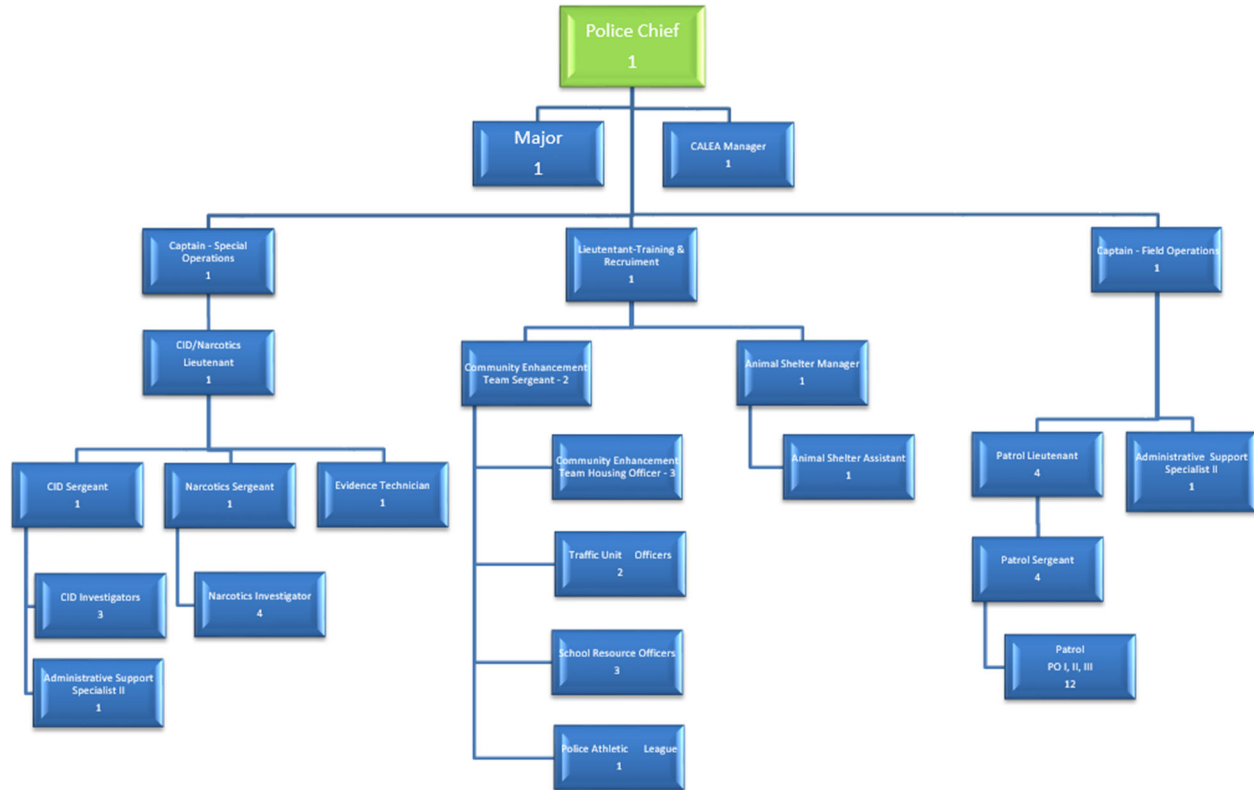 Police Chief
1
Major
1
CALEA Manager
1
Captain - Special
Operations
1
Lieutentant-Training &
Recruiment
1
Captain - Field Operations
1
CID/Narcotics
Lieutenant
1
Community Enhancement
Team Sergeant - 2
Animal Shelter Manager
1
CID Sergeant
1
Narcotics Sergeant
1
Evidence Technician
1
Community Enhancement
Team Housing Officer - 3
Animal Shelter Assistant
1
Patrol Lieutenant
4
Administrative Support
Specialist II
1
CID Investigators
3
Narcotics Investigator
4
Traffic Unit Officers
2
Patrol Sergeant
4
Administrative Support
Specialist II
1
School Resource Officers
3
Patrol
PO I, II, III
12
Police Athletic League
1